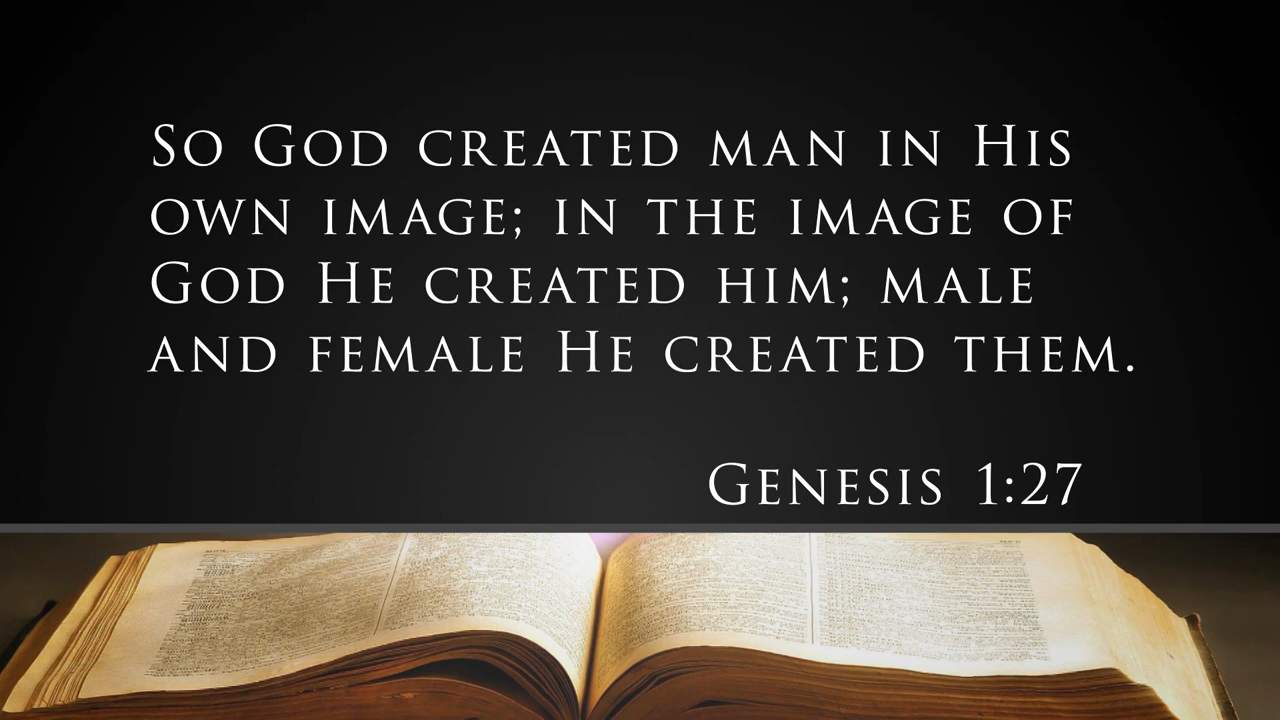 So God created man in His
own image; in the image of
God He created him; male
and female He created them.
Genesis 1:27